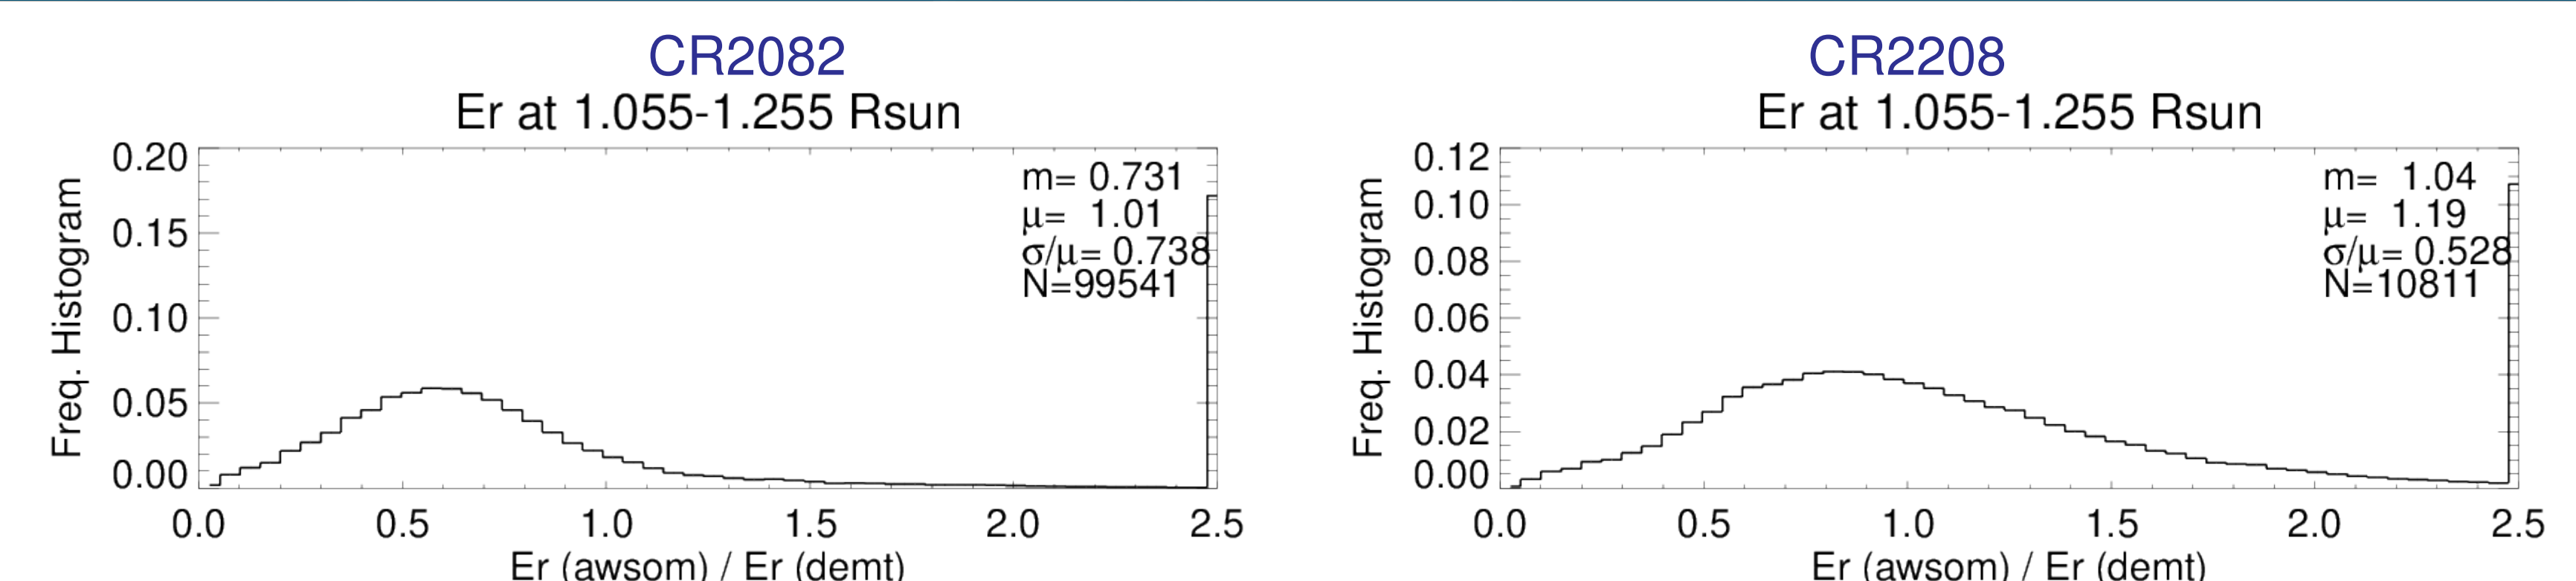 CR2082
Er at 1.055-1.255 Rsun
0.20
0.15
0.10
0.05
0.00
Freq. Histogram
m= 0.731
μ= 1.01
σ/μ= 0.738
N=99541
0.0 0.5 1.0 1.5 2.0 2.5
Er (awsom) / Er (demt)
CR2208
Er at 1.055-1.255 Rsun
0.12
0.10
0.08
0.06
0.04
0.02
0.00
Freq. Histogram
m= 1.04
μ= 1.19
σ/μ= 0.528
N=10811
0.0 0.5 1.0 1.5 2.0 2.5
Er (awsom) / Er (demt)